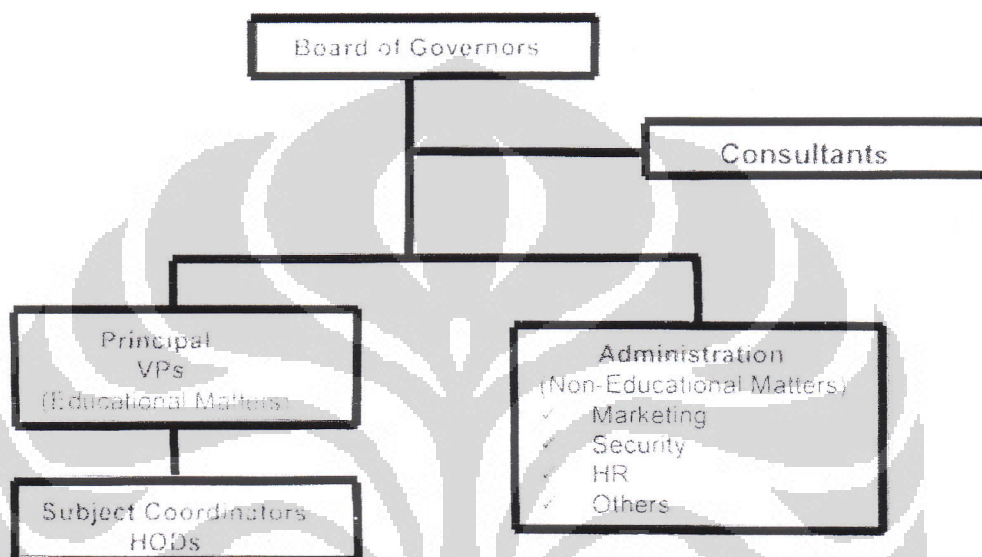 Board of Governors
Consultants
Principal
VPs
(Educational Matters)
Administration
(Non-Educational Matters)
✓ Marketing
✓ Security
✓ HR
✓ Others
Subject Coordinators
HODs